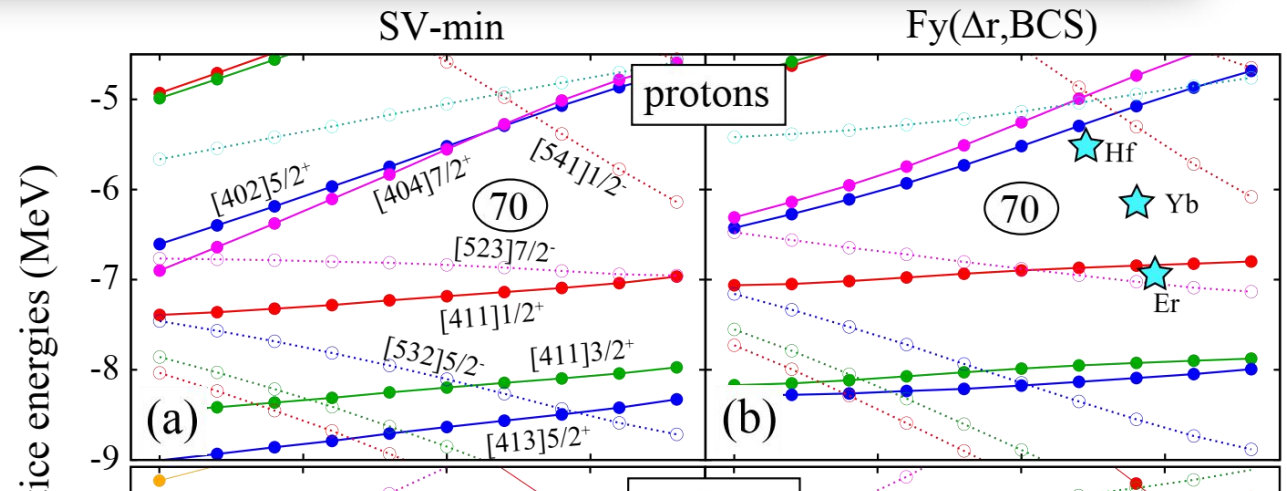 SV-min
Fy(Δr,BCS)
protons
-5
-6
-7
-8
-9
ice energies (MeV)
[402]5/2⁺
[404]7/2⁺
[541]1/2⁻
70
[523]7/2⁻
[411]1/2⁺
[532]5/2⁻
[411]3/2⁺
[413]5/2⁺
(a)
70
Hf
Yb
Er
(b)